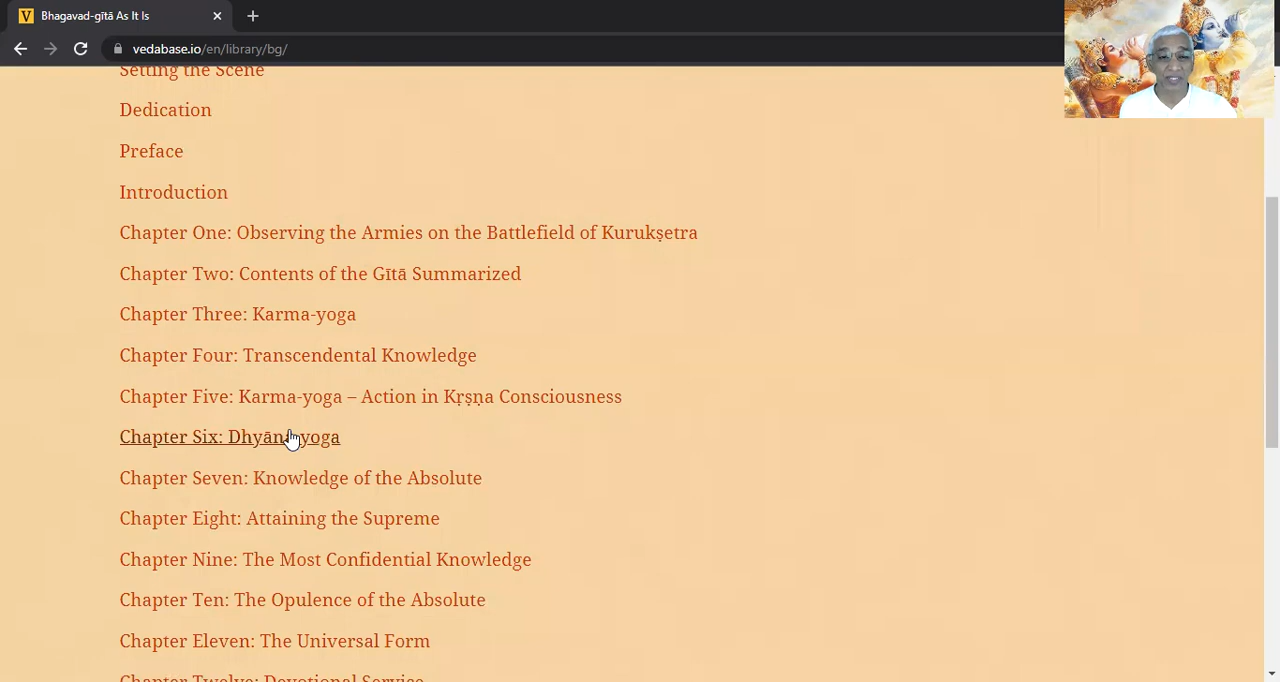 Bhagavad-gītā As It Is
vedabase.io/en/library/bg/
Setting the Scene
Dedication
Preface
Introduction
Chapter One: Observing the Armies on the Battlefield of Kurukṣetra
Chapter Two: Contents of the Gītā Summarized
Chapter Three: Karma-yoga
Chapter Four: Transcendental Knowledge
Chapter Five: Karma-yoga – Action in Kṛṣṇa Consciousness
Chapter Six: Dhyāna-yoga
Chapter Seven: Knowledge of the Absolute
Chapter Eight: Attaining the Supreme
Chapter Nine: The Most Confidential Knowledge
Chapter Ten: The Opulence of the Absolute
Chapter Eleven: The Universal Form
Chapter Twelve: Devotional Service